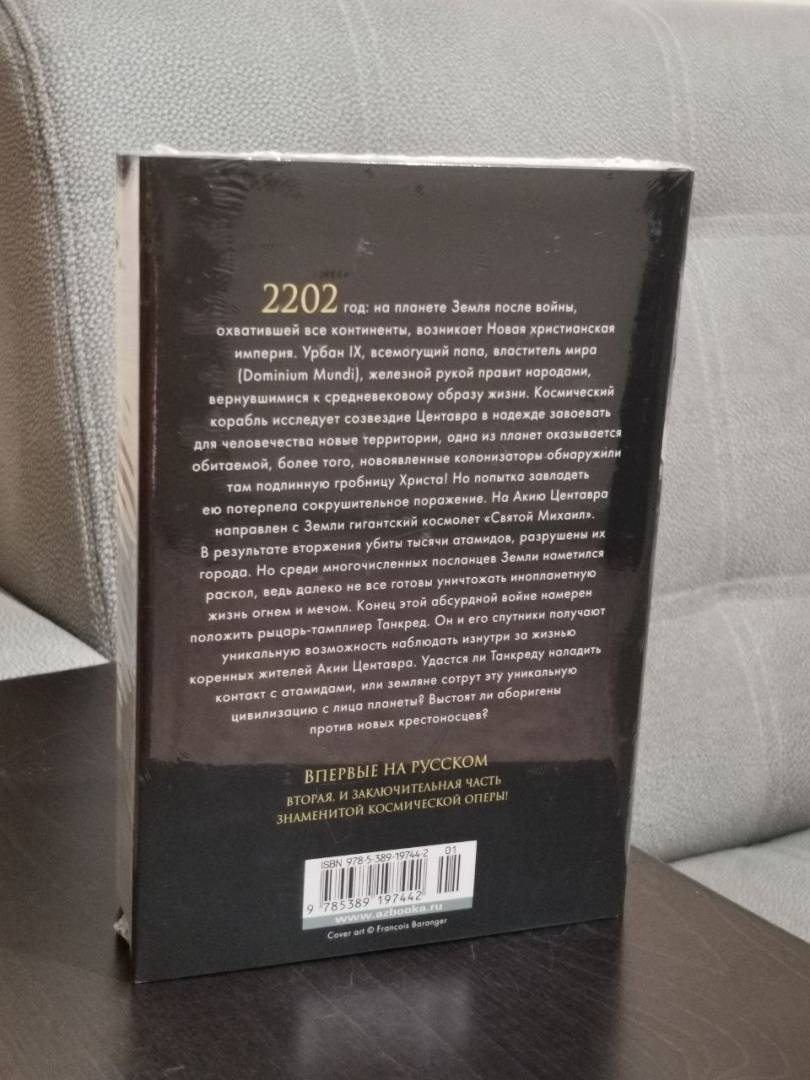 2202 год: на планете Земля после войны,
охватившей все континенты, возникает Новая христианская
империя. Урбан IX, всемогущий папа, властитель мира
(Dominium Mundi), железной рукой правит народами,
вернувшимися к средневековому образу жизни. Космический
корабль исследует созвездие Центавра в надежде завоевать
для человечества новые территории, одна из планет оказывается
обитаемой, более того, новоявленные колонизаторы обнаружили
там подлинную гробницу Христа! Но попытка завладеть
ею потерпела сокрушительное поражение. На Акию Центавра
направлен с Земли гигантский космолет «Святой Михаил».
В результате вторжения убиты тысячи атамидов, разрушены их
города. Но среди многочисленных посланцев Земли наметился
раскол, ведь далеко не все готовы уничтожать инопланетную
жизнь огнем и мечом. Конец этой абсурдной войне намерен
положить рыцарь-тамплиер Танкред. Он и его спутники получают
уникальную возможность наблюдать изнутри за жизнью
коренных жителей Акии Центавра. Удастся ли Танкреду наладить
контакт с атамидами, или земляне сотрут эту уникальную
цивилизацию с лица планеты? Выстоят ли аборигены
против новых крестоносцев?
Впервые на русском
вторая, и заключительная часть
знаменитой космической оперы!
ISBN 978-5-389-19744-2
01
9 785389 197442
www.azbooka.ru
Cover art © François Baranger